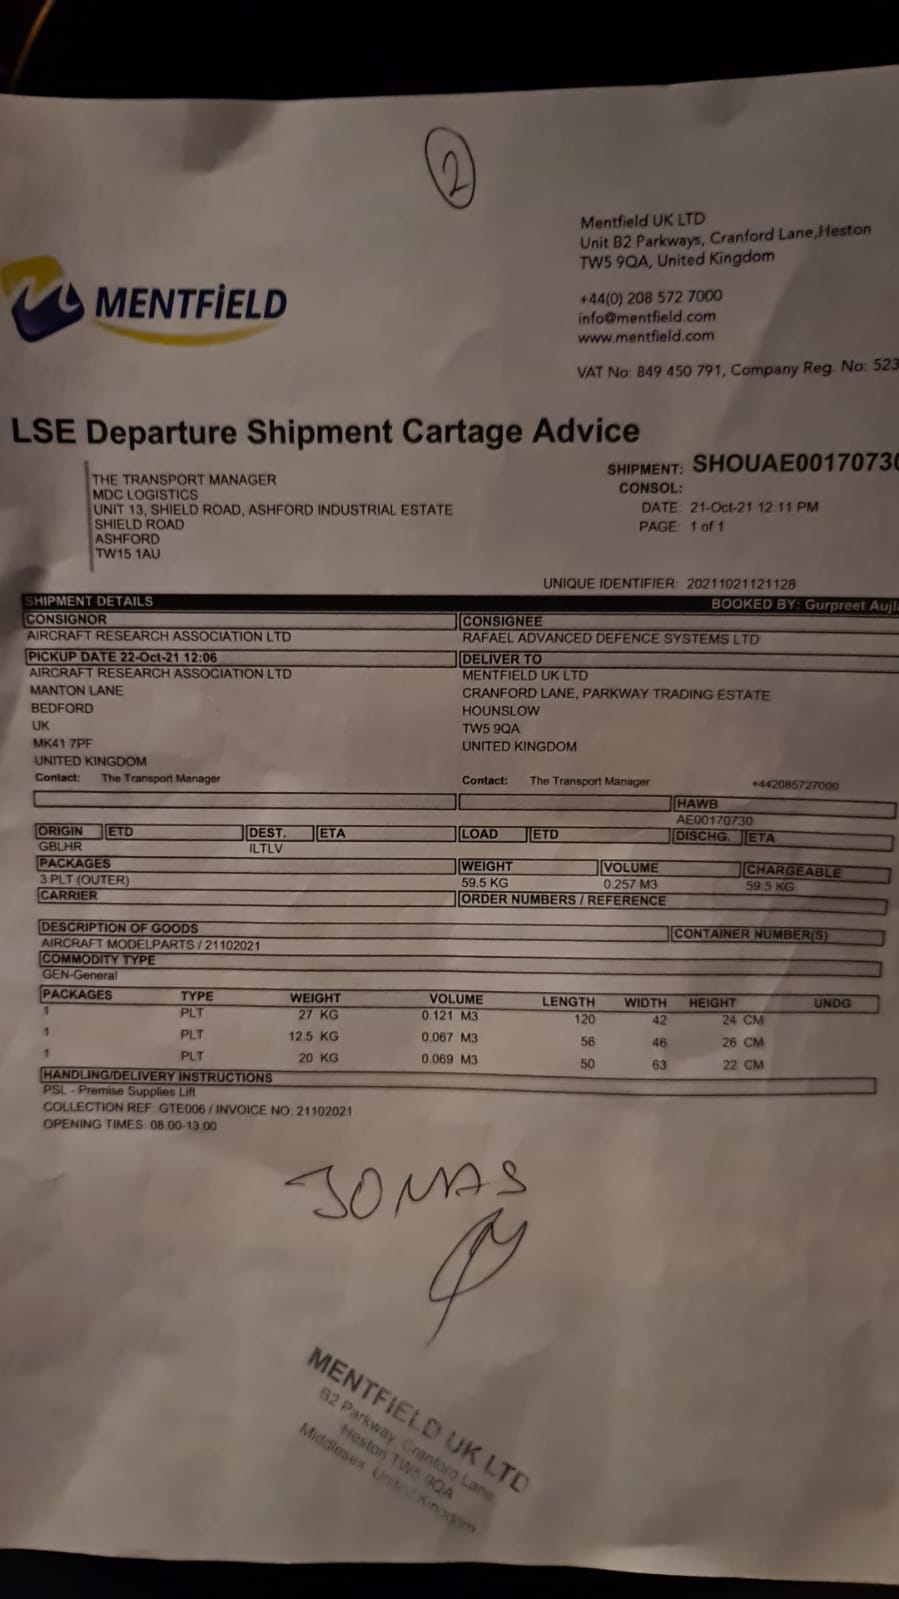 2
Mentfield UK LTD
Unit B2 Parkways, Cranford Lane,Heston
TW5 9QA, United Kingdom
+44(0) 208 572 7000
info@mentfield.com
www.mentfield.com
VAT No: 849 450 791, Company Reg. No: 523
MENTFiELD
LSE Departure Shipment Cartage Advice
THE TRANSPORT MANAGER
MDC LOGISTICS
UNIT 13, SHIELD ROAD, ASHFORD INDUSTRIAL ESTATE
SHIELD ROAD
ASHFORD
TW15 1AU
SHIPMENT: SHOUAE00170730
CONSOL:
DATE: 21-Oct-21 12:11 PM
PAGE: 1 of 1
UNIQUE IDENTIFIER: 20211021121128
SHIPMENT DETAILS BOOKED BY: Gurpreet Aujl
CONSIGNOR CONSIGNEE
AIRCRAFT RESEARCH ASSOCIATION LTD RAFAEL ADVANCED DEFENCE SYSTEMS LTD
PICKUP DATE 22-Oct-21 12:06 DELIVER TO
AIRCRAFT RESEARCH ASSOCIATION LTD MENTFIELD UK LTD
MANTON LANE CRANFORD LANE, PARKWAY TRADING ESTATE
BEDFORD HOUNSLOW
UK TW5 9QA
MK41 7PF UNITED KINGDOM
UNITED KINGDOM
Contact: The Transport Manager Contact: The Transport Manager +442085727000
HAWB
AE00170730
ORIGIN ETD DEST. ETA LOAD ETD DISCHG. ETA
GBLHR ILTLV
PACKAGES WEIGHT VOLUME CHARGEABLE
3 PLT (OUTER) 59.5 KG 0.257 M3 59.5 KG
CARRIER ORDER NUMBERS / REFERENCE
DESCRIPTION OF GOODS CONTAINER NUMBER(S)
AIRCRAFT MODELPARTS / 21102021
COMMODITY TYPE
GEN-General
PACKAGES TYPE WEIGHT VOLUME LENGTH WIDTH HEIGHT UNDG
1 PLT 27 KG 0.121 M3 120 42 24 CM
1 PLT 12.5 KG 0.067 M3 56 46 26 CM
1 PLT 20 KG 0.069 M3 50 63 22 CM
HANDLING/DELIVERY INSTRUCTIONS
PSL - Premise Supplies Lift
COLLECTION REF: GTE006 / INVOICE NO: 21102021
OPENING TIMES: 08.00-13.00
JONAS
MENTFiELD UK LTD
B2 Parkway, Cranford Lane
Heston TW5 9QA
Middlesex, United Kingdom